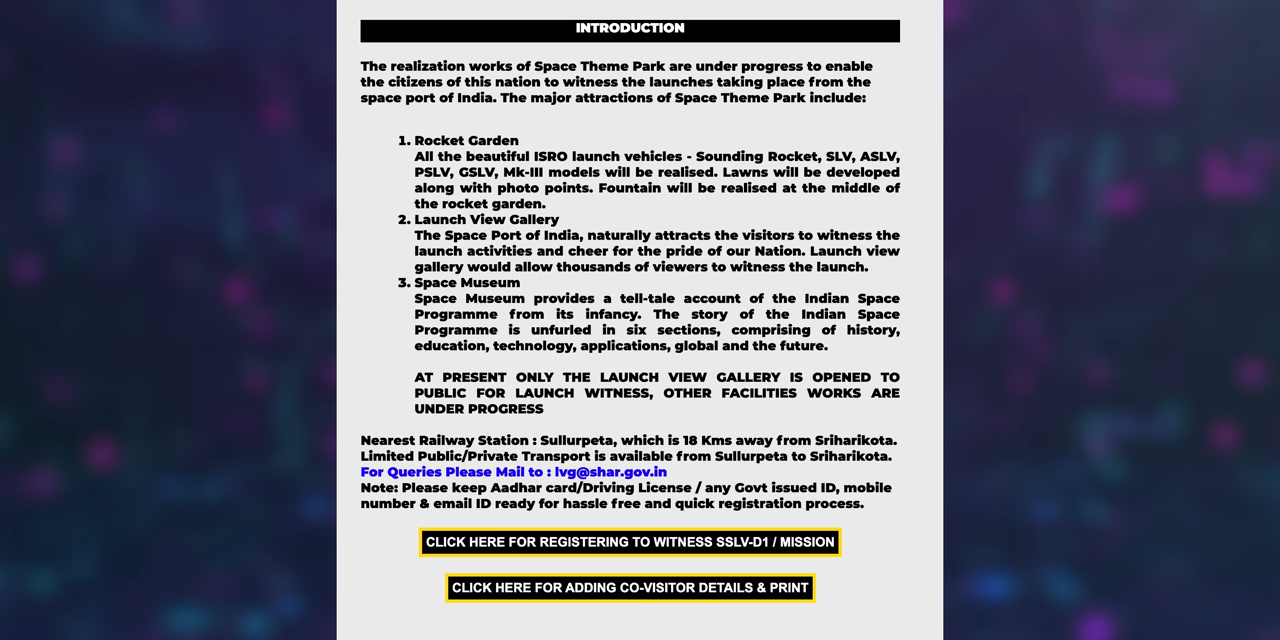 INTRODUCTION
The realization works of Space Theme Park are under progress to enable
the citizens of this nation to witness the launches taking place from the
space port of India. The major attractions of Space Theme Park include:
1. Rocket Garden
All the beautiful ISRO launch vehicles - Sounding Rocket, SLV, ASLV,
PSLV, GSLV, Mk-III models will be realised. Lawns will be developed
along with photo points. Fountain will be realised at the middle of
the rocket garden.
2. Launch View Gallery
The Space Port of India, naturally attracts the visitors to witness the
launch activities and cheer for the pride of our Nation. Launch view
gallery would allow thousands of viewers to witness the launch.
3. Space Museum
Space Museum provides a tell-tale account of the Indian Space
Programme from its infancy. The story of the Indian Space
Programme is unfurled in six sections, comprising of history,
education, technology, applications, global and the future.
AT PRESENT ONLY THE LAUNCH VIEW GALLERY IS OPENED TO
PUBLIC FOR LAUNCH WITNESS, OTHER FACILITIES WORKS ARE
UNDER PROGRESS
Nearest Railway Station : Sullurpeta, which is 18 Kms away from Sriharikota.
Limited Public/Private Transport is available from Sullurpeta to Sriharikota.
For Queries Please Mail to : lvg@shar.gov.in
Note: Please keep Aadhar card/Driving License / any Govt issued ID, mobile
number & email ID ready for hassle free and quick registration process.
CLICK HERE FOR REGISTERING TO WITNESS SSLV-D1 / MISSION
CLICK HERE FOR ADDING CO-VISITOR DETAILS & PRINT